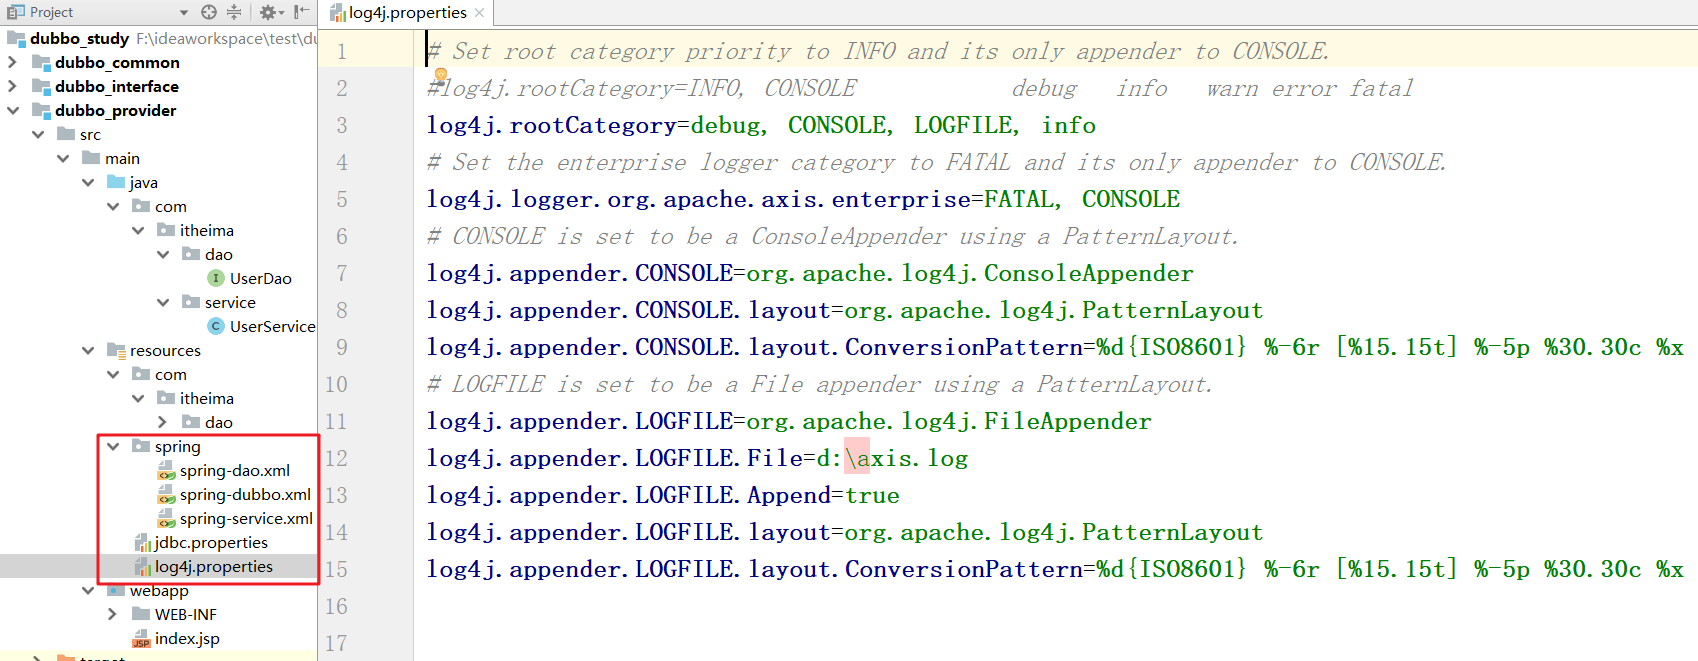 Project
dubbo_study F:\ideaworkspace\test\du
dubbo_common
dubbo_interface
dubbo_provider
src
main
java
com
itheima
dao
UserDao
service
UserService
resources
com
itheima
dao
spring
spring-dao.xml
spring-dubbo.xml
spring-service.xml
jdbc.properties
log4j.properties
webapp
WEB-INF
index.jsp
target
log4j.properties
1 # Set root category priority to INFO and its only appender to CONSOLE.
2 #log4j.rootCategory=INFO, CONSOLE debug info warn error fatal
3 log4j.rootCategory=debug, CONSOLE, LOGFILE, info
4 # Set the enterprise logger category to FATAL and its only appender to CONSOLE.
5 log4j.logger.org.apache.axis.enterprise=FATAL, CONSOLE
6 # CONSOLE is set to be a ConsoleAppender using a PatternLayout.
7 log4j.appender.CONSOLE=org.apache.log4j.ConsoleAppender
8 log4j.appender.CONSOLE.layout=org.apache.log4j.PatternLayout
9 log4j.appender.CONSOLE.layout.ConversionPattern=%d{ISO8601} %-6r [%15.15t] %-5p %30.30c %x
10 # LOGFILE is set to be a File appender using a PatternLayout.
11 log4j.appender.LOGFILE=org.apache.log4j.FileAppender
12 log4j.appender.LOGFILE.File=d:\axis.log
13 log4j.appender.LOGFILE.Append=true
14 log4j.appender.LOGFILE.layout=org.apache.log4j.PatternLayout
15 log4j.appender.LOGFILE.layout.ConversionPattern=%d{ISO8601} %-6r [%15.15t] %-5p %30.30c %x
16
17